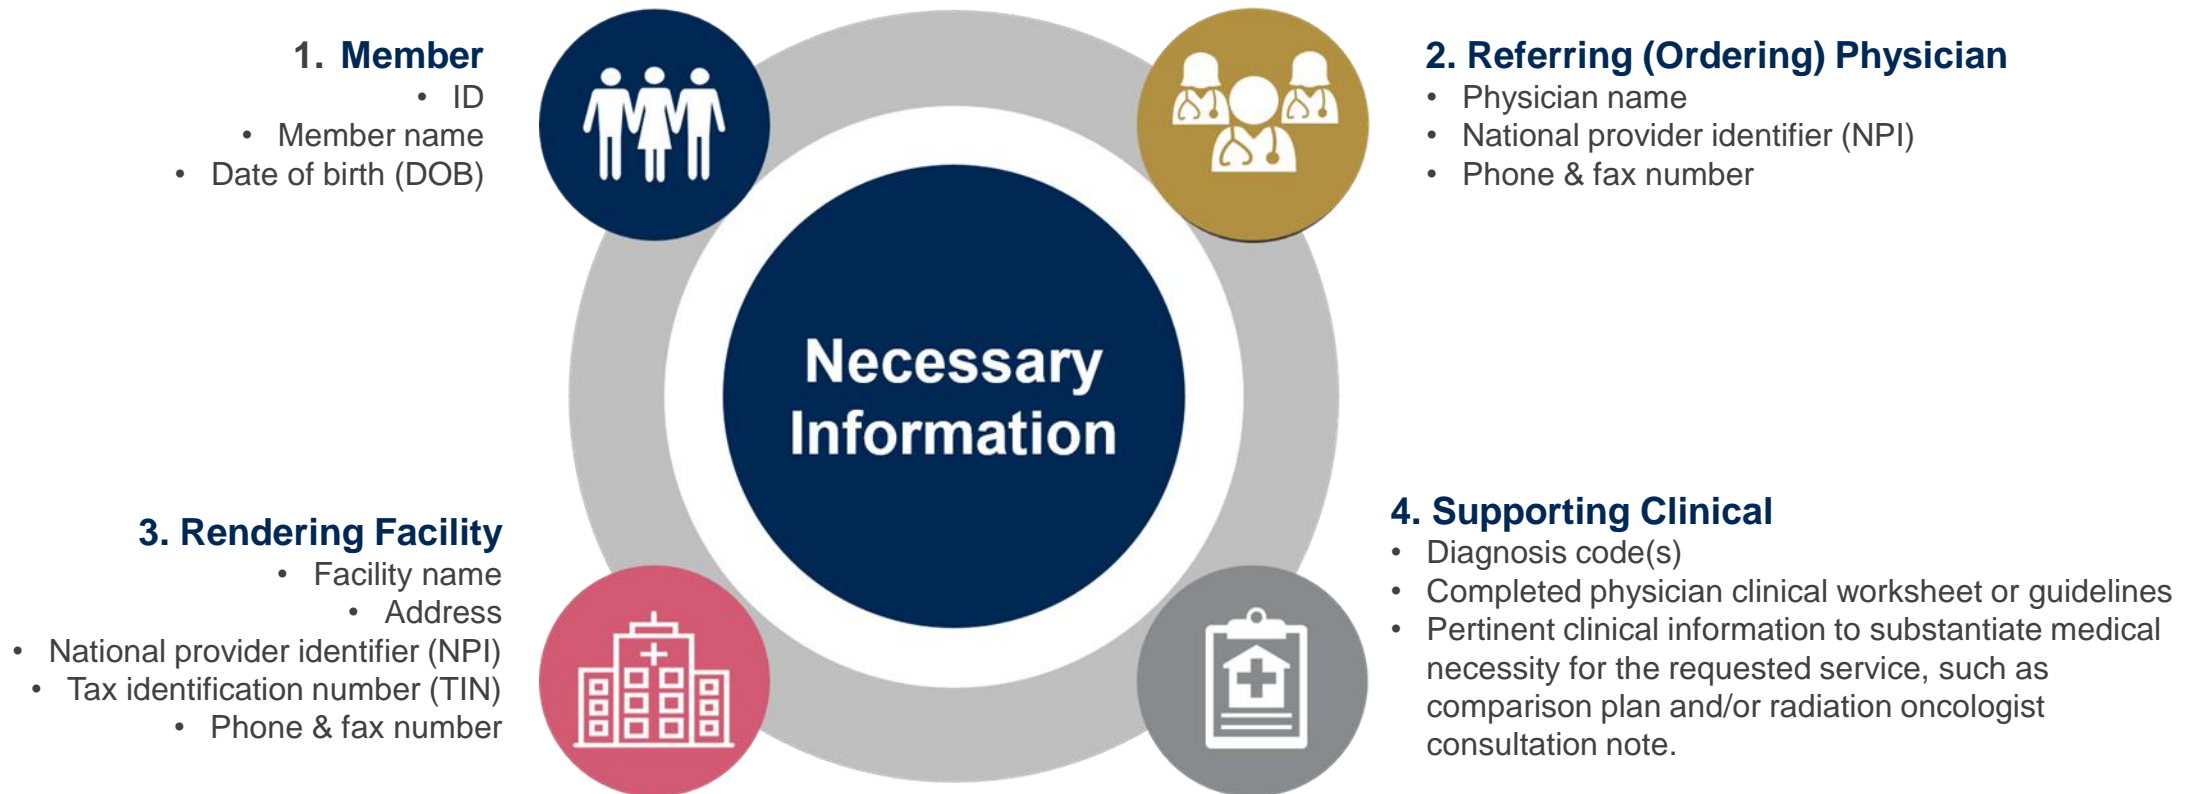 1. Member
• ID
• Member name
• Date of birth (DOB)
2. Referring (Ordering) Physician
• Physician name
• National provider identifier (NPI)
• Phone & fax number
Necessary
Information
3. Rendering Facility
• Facility name
• Address
• National provider identifier (NPI)
• Tax identification number (TIN)
• Phone & fax number
4. Supporting Clinical
• Diagnosis code(s)
• Completed physician clinical worksheet or guidelines
• Pertinent clinical information to substantiate medical
necessity for the requested service, such as
comparison plan and/or radiation oncologist
consultation note.